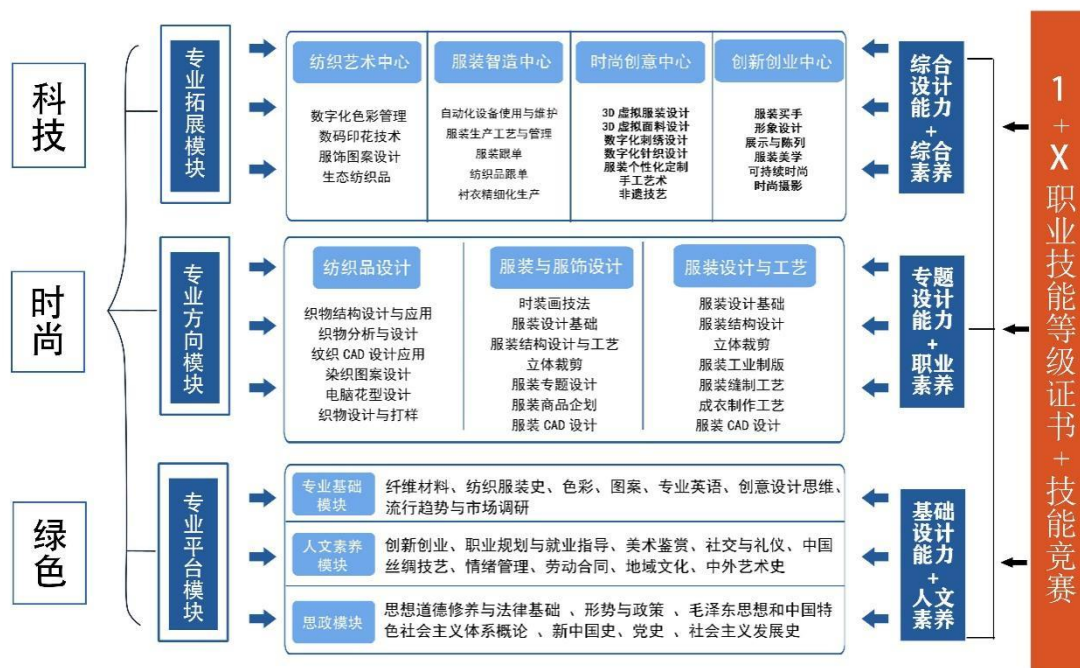 科技
时尚
绿色
专业拓展模块
纺织艺术中心
数字化色彩管理
数码印花技术
服饰图案设计
生态纺织品
服装智造中心
自动化设备使用与维护
服装生产工艺与管理
服装跟单
纺织品跟单
衬衣精细化生产
时尚创意中心
3D虚拟服装设计
3D虚拟面料设计
数字化刺绣设计
数字化针织设计
服装个性化定制
手工艺术
非遗技艺
创新创业中心
服装买手
形象设计
展示与陈列
服装美学
可持续时尚
时尚摄影
综合
设计
能力
+
综合
素养
专业方向模块
纺织品设计
织物结构设计与应用
织物分析与设计
纹织CAD设计应用
染织图案设计
电脑花型设计
织物设计与打样
服装与服饰设计
时装画技法
服装设计基础
服装结构设计与工艺
立体裁剪
服装专题设计
服装商品企划
服装CAD设计
服装设计与工艺
服装设计基础
服装结构设计
立体裁剪
服装工业制版
服装缝制工艺
成衣制作工艺
服装CAD设计
专题
设计
能力
+
职业
素养
专业平台模块
专业基础
模块
纤维材料、纺织服装史、色彩、图案、专业英语、创意设计思维、
流行趋势与市场调研
人文素养
模块
创新创业、职业规划与就业指导、美术鉴赏、社交与礼仪、中国
丝绸技艺、情绪管理、劳动合同、地域文化、中外艺术史
思政模块
思想道德修养与法律基础 、形势与政策 、毛泽东思想和中国特
色社会主义体系概论 、新中国史、党史 、社会主义发展史
基础
设计
能力
+
人文
素养
1+X职业技能等级证书+技能竞赛